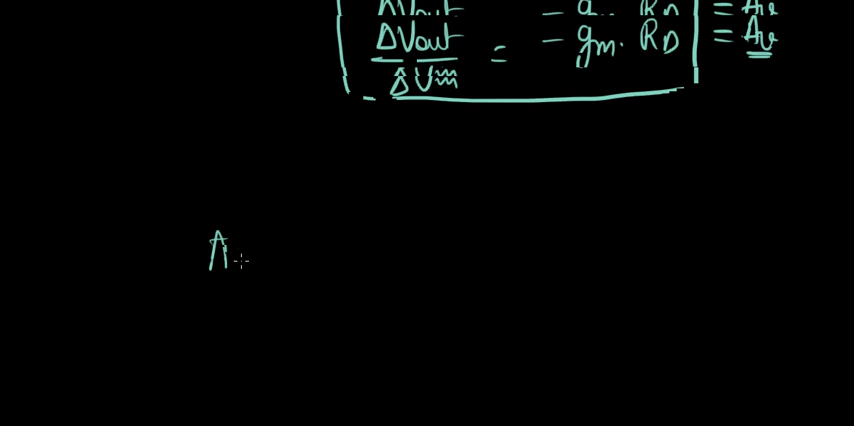 ΔVout / ΔVin = - gm. RD = Av
A